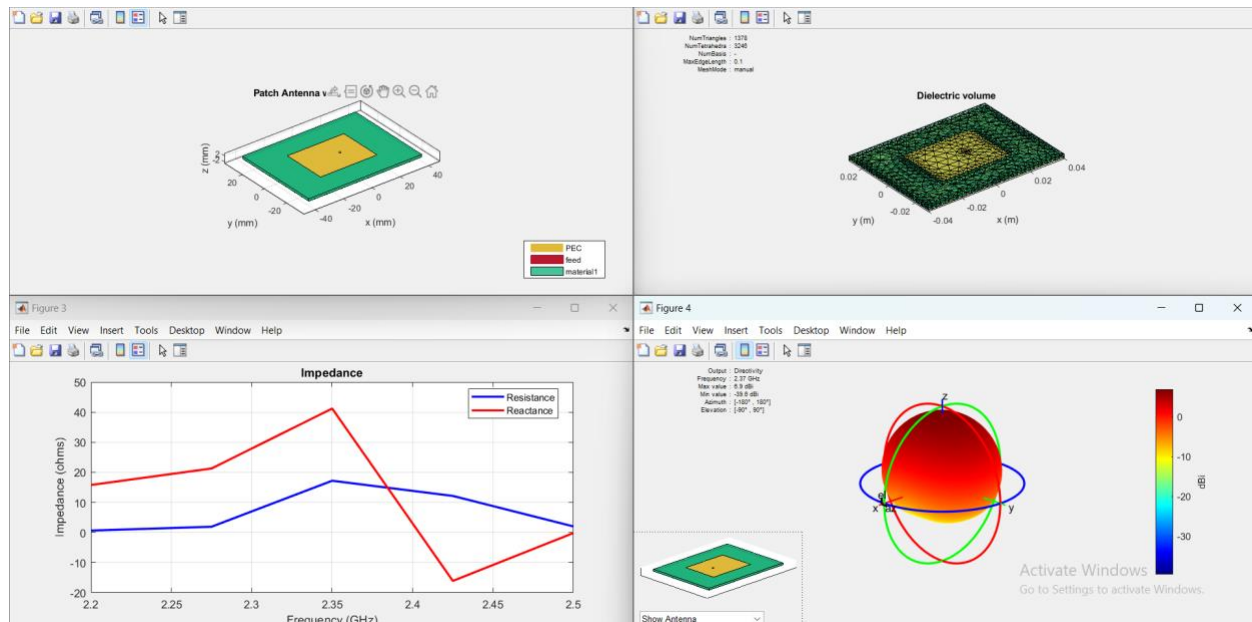 Patch Antenna
z (mm)
2
-2
20
0
-20
y (mm)
-40
-20
0
20
40
x (mm)
PEC
feed
material1
NumTriangles : 1378
NumTetrahedra : 3246
NumBasis : -
MaxEdgeLength : 0.1
MeshMode : manual
Dielectric volume
0.02
0
-0.02
y (m)
-0.04
-0.02
0
0.02
0.04
x (m)
Figure 3
File Edit View Insert Tools Desktop Window Help
Impedance
Resistance
Reactance
Impedance (ohms)
50
40
30
20
10
0
-10
-20
2.2 2.25 2.3 2.35 2.4 2.45 2.5
Frequency (GHz)
Figure 4
File Edit View Insert Tools Desktop Window Help
Output : Directivity
Frequency : 2.37 GHz
Max value : 6.9 dBi
Min value : -39.6 dBi
Azimuth : [-180° , 180°]
Elevation : [-90° , 90°]
z
x
az
el
y
0
-10
-20
-30
dBi
Show Antenna
Activate Windows
Go to Settings to activate Windows.